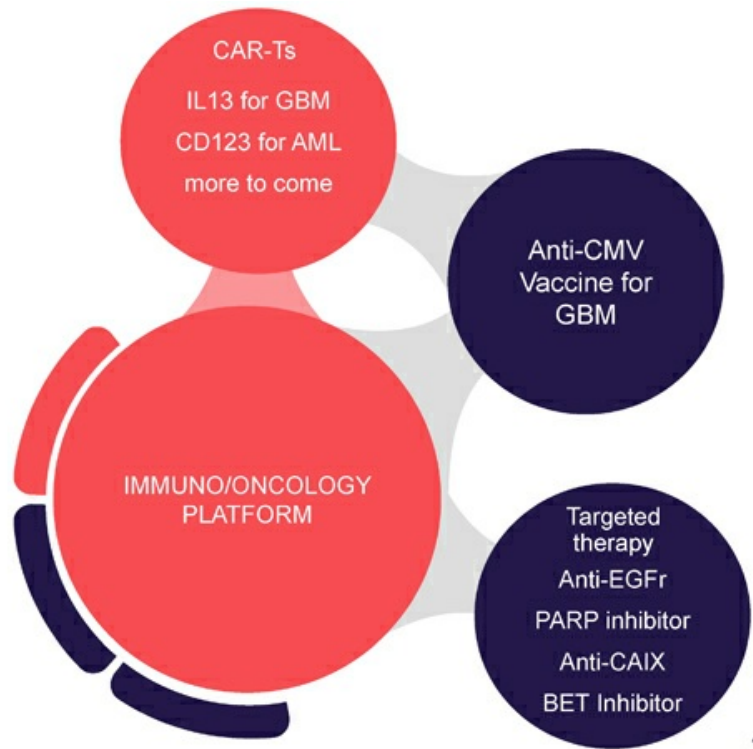 CAR-Ts
IL13 for GBM
CD123 for AML
more to come
Anti-CMV
Vaccine for
GBM
IMMUNO/ONCOLOGY
PLATFORM
Targeted
therapy
Anti-EGFr
PARP inhibitor
Anti-CAIX
BET Inhibitor